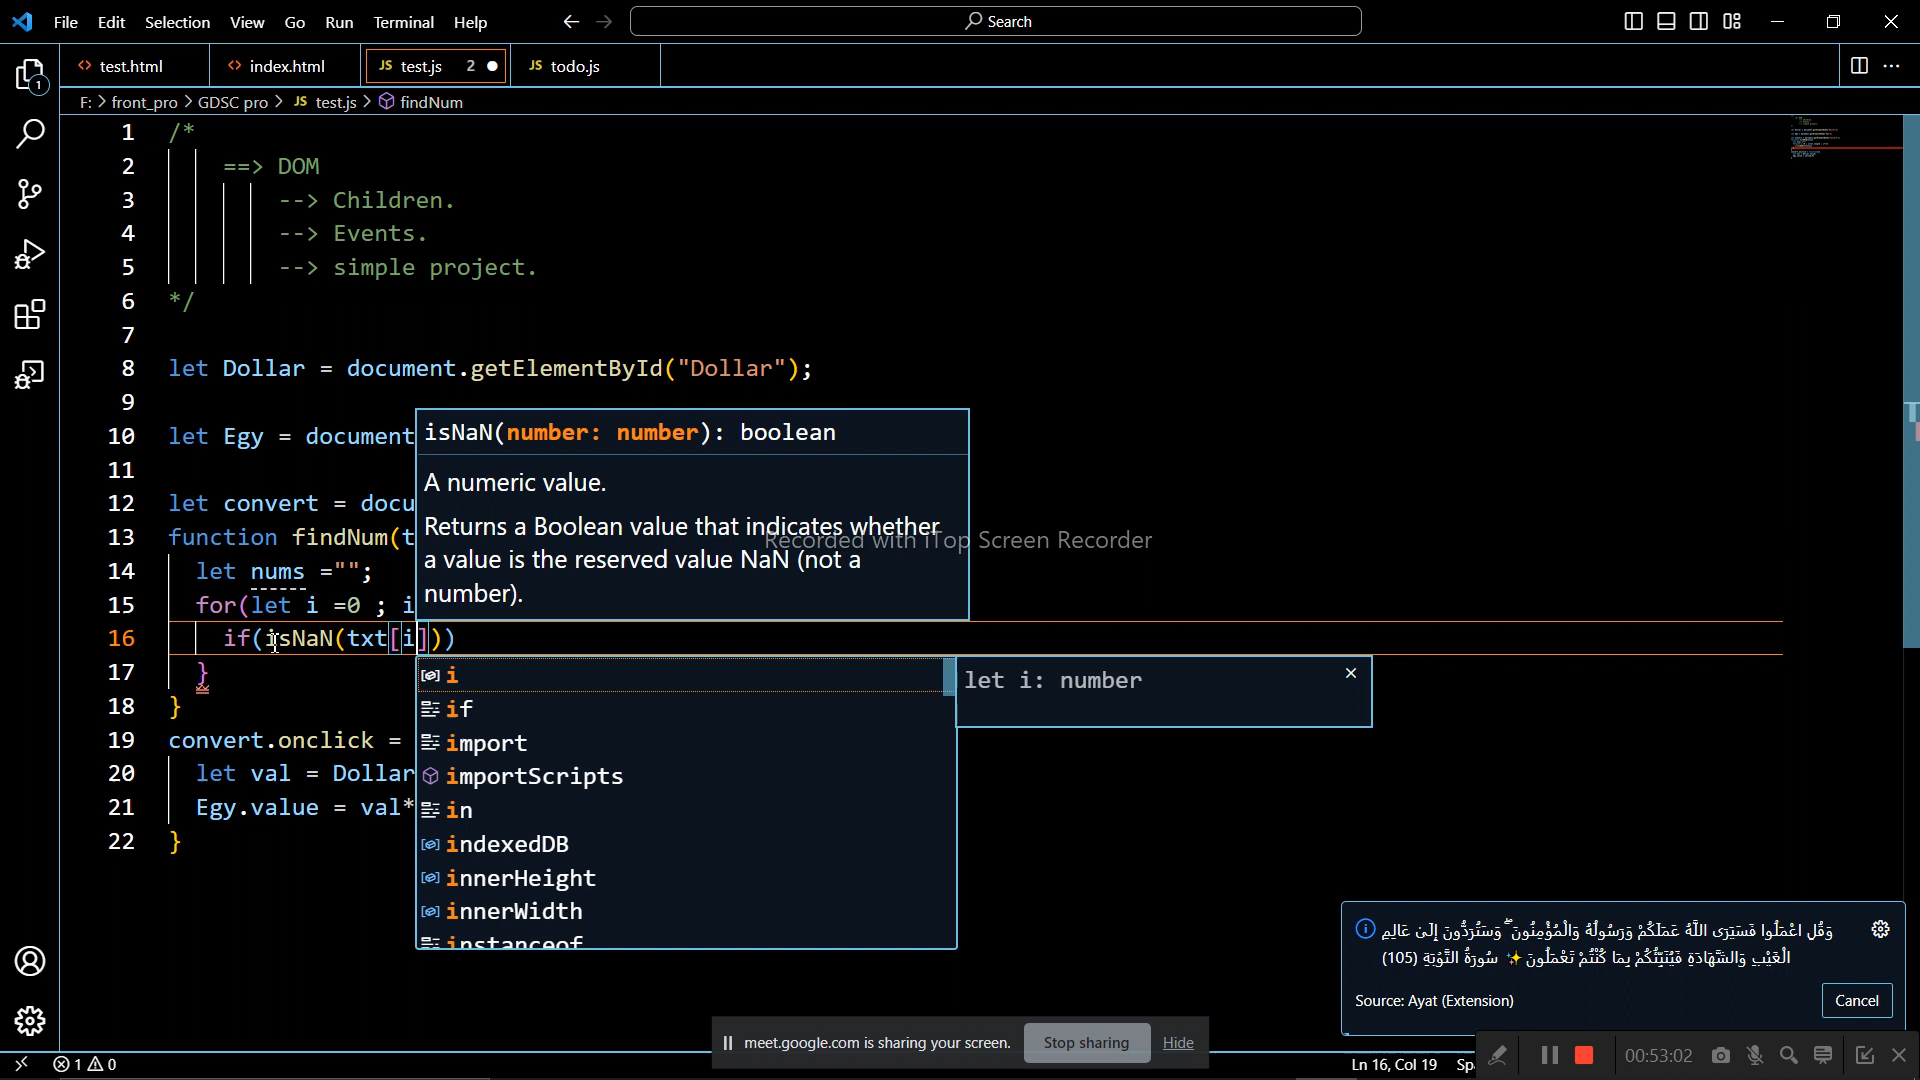 File Edit Selection View Go Run Terminal Help
Search
test.html
index.html
JS test.js 2
JS todo.js
F: > front_pro > GDSC pro > JS test.js > findNum
1 /*
2 ==> DOM
3 --> Children.
4 --> Events.
5 --> simple project.
6 */
7
8 let Dollar = document.getElementById("Dollar");
9
10 let Egy = document
11
12 let convert = docu
13 function findNum(t
14 let nums ="";
15 for(let i =0 ; i
16 if(isNaN(txt[i]))
17 }
18 }
19 convert.onclick =
20 let val = Dollar
21 Egy.value = val*
22 }
isNaN(number: number): boolean
A numeric value.
Returns a Boolean value that indicates whether
a value is the reserved value NaN (not a
number).
Recorded with iTop Screen Recorder
i
if
import
importScripts
in
indexedDB
innerHeight
innerWidth
instanceof
let i: number
وَقُلِ اعْمَلُوا فَسَيَرَى اللَّهُ عَمَلَكُمْ وَرَسُولُهُ وَالْمُؤْمِنُونَ ۖ وَسَتُرَدُّونَ إِلَىٰ عَالِمِ
الْغَيْبِ وَالشَّهَادَةِ فَيُنَبِّئُكُم بِمَا كُنتُمْ تَعْمَلُونَ ✨ سُورَةُ التَّوْبَةِ (105)
Source: Ayat (Extension)
Cancel
meet.google.com is sharing your screen.
Stop sharing
Hide
1
1 0
Ln 16, Col 19
Sp
00:53:02